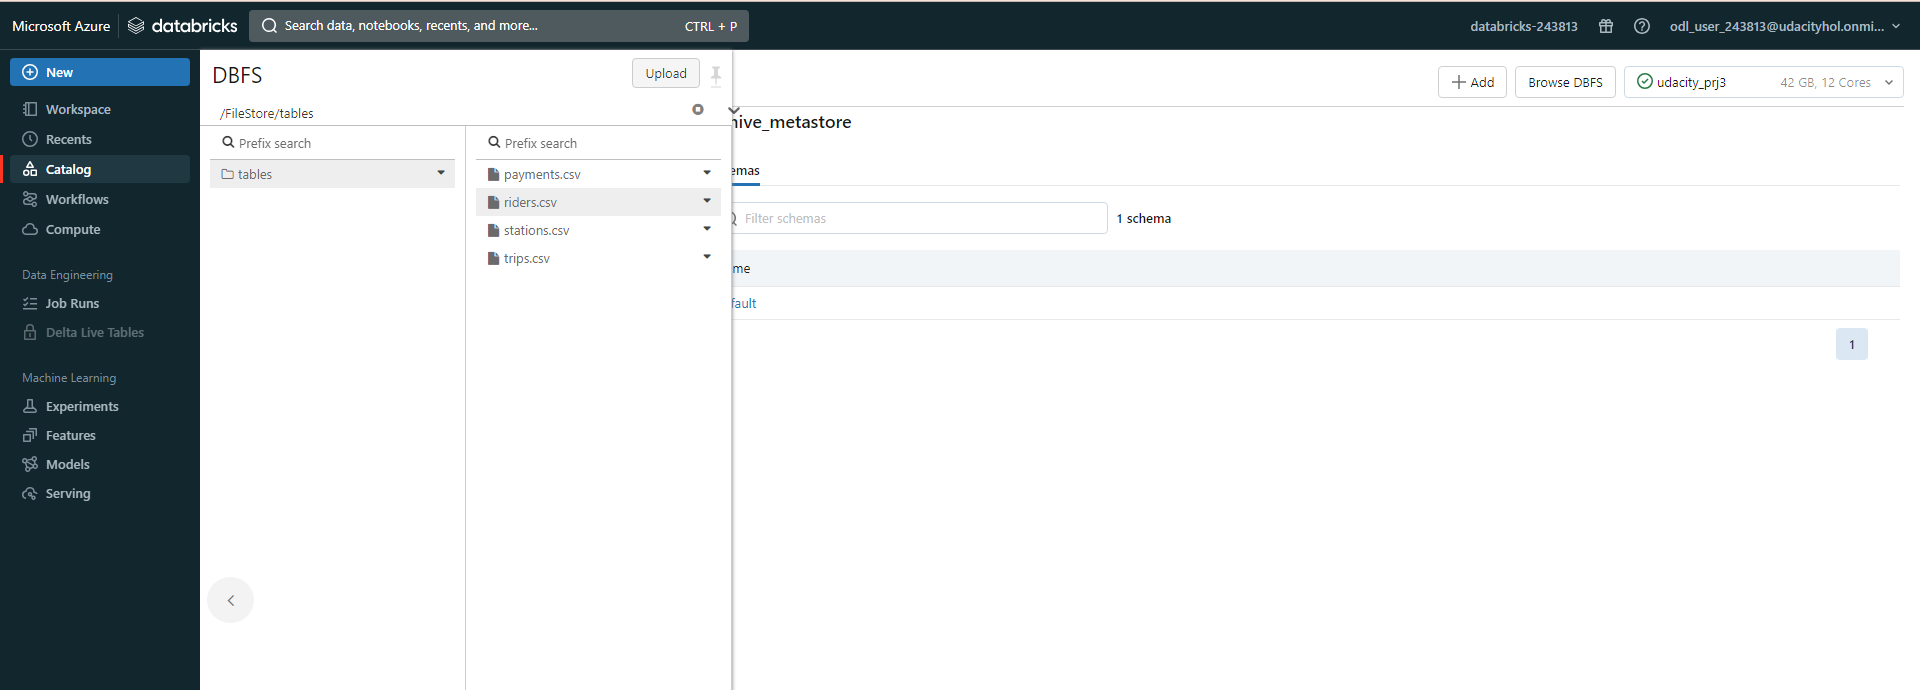 Microsoft Azure databricks Search data, notebooks, recents, and more... CTRL + P databricks-243813 odl_user_243813@udacityhol.onmi...
New
Workspace
Recents
Catalog
Workflows
Compute
Data Engineering
Job Runs
Delta Live Tables
Machine Learning
Experiments
Features
Models
Serving
DBFS Upload
/FileStore/tables
Prefix search
tables
Prefix search
payments.csv
riders.csv
stations.csv
trips.csv
Add Browse DBFS udacity_prj3 42 GB, 12 Cores
hive_metastore
emas
Filter schemas 1 schema
me
fault
1